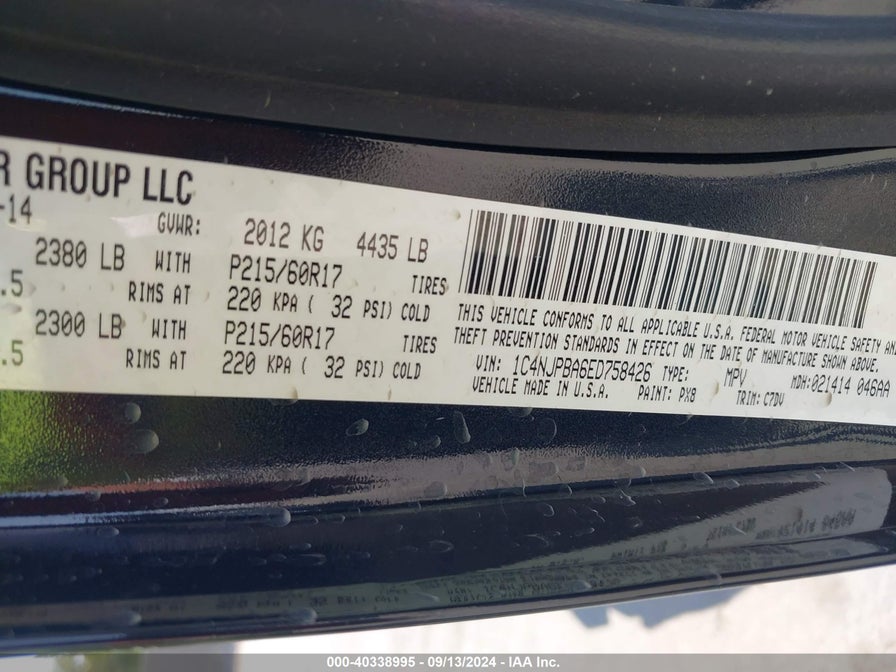 R GROUP LLC
-14
GVWR: 2012 KG 4435 LB
2380 LB WITH P215/60R17 TIRES
.5 RIMS AT 220 KPA ( 32 PSI) COLD
2300 LB WITH P215/60R17 TIRES
.5 RIMS AT 220 KPA ( 32 PSI) COLD
THIS VEHICLE CONFORMS TO ALL APPLICABLE U.S.A. FEDERAL MOTOR VEHICLE SAFETY AN
THEFT PREVENTION STANDARDS IN EFFECT ON THE DATE OF MANUFACTURE SHOWN ABOVE.
VIN: 1C4NJPBA6ED758426 TYPE: MPV MDH:021414 046AA
VEHICLE MADE IN U.S.A. PAINT: PX8 TRIM: C7DV
000-40338995 - 09/13/2024 - IAA Inc.